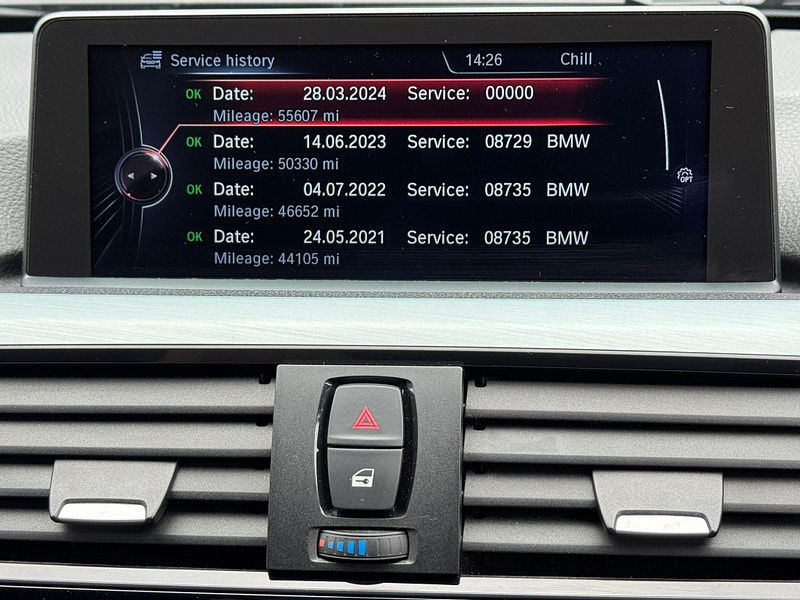 Service history 14:26 Chill
OK Date: 28.03.2024 Service: 00000
Mileage: 55607 mi
OK Date: 14.06.2023 Service: 08729 BMW
Mileage: 50330 mi
OPT
OK Date: 04.07.2022 Service: 08735 BMW
Mileage: 46652 mi
OK Date: 24.05.2021 Service: 08735 BMW
Mileage: 44105 mi